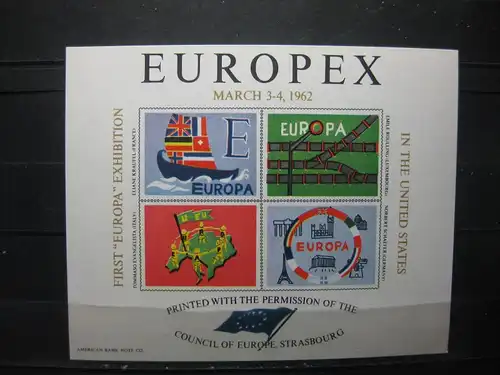 EUROPEX
MARCH 3-4, 1962
FIRST "EUROPA" EXHIBITION
IN THE UNITED STATES
E
EUROPA
EUROPA
U EU
EUROPA
PRINTED WITH THE PERMISSION OF THE
COUNCIL OF EUROPE, STRASBOURG
AMERICAN BANK NOTE CO.